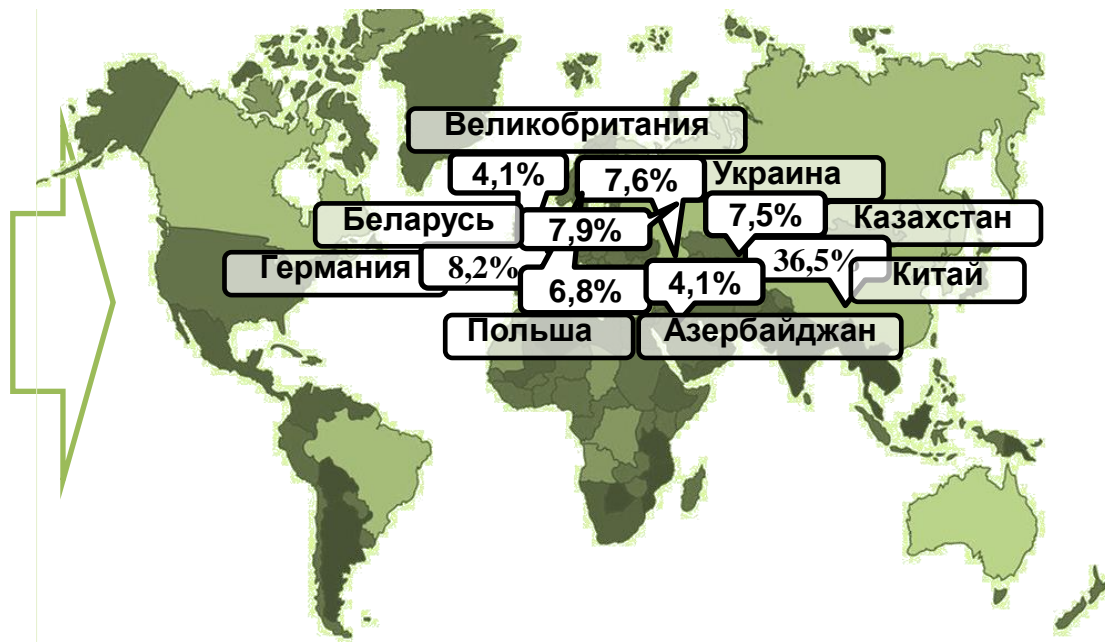 Великобритания
4,1%
7,6%
Украина
Беларусь
7,9%
7,5%
Казахстан
Германия
8,2%
6,8%
4,1%
36,5%
Китай
Польша
Азербайджан